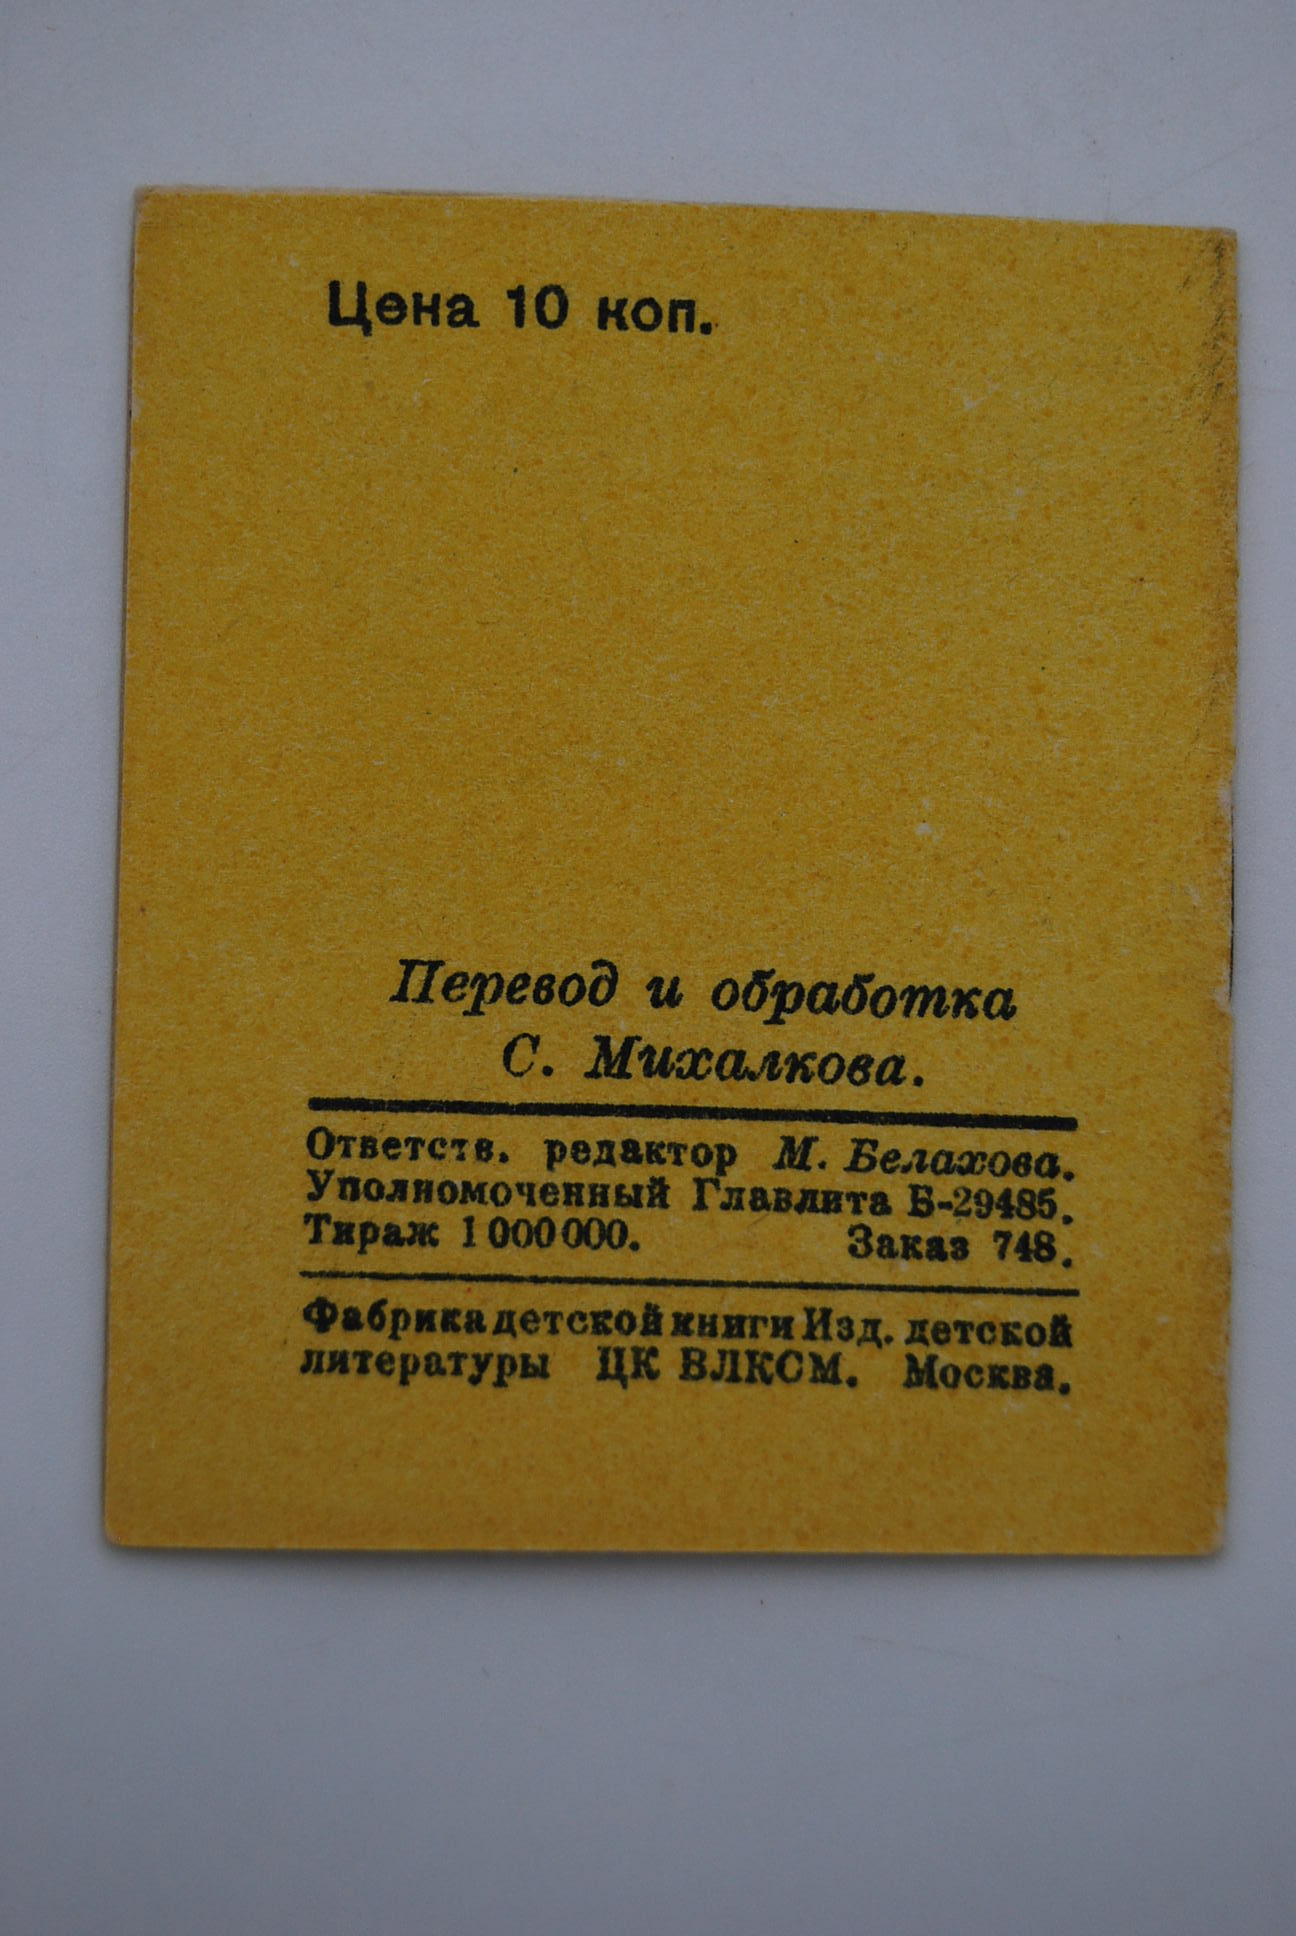 Цена 10 коп.
Перевод и обработка
С. Михалкова.
Ответств. редактор М. Белахова.
Уполномоченный Главлита Б-29485.
Тираж 1 000 000. Заказ 748.
Фабрика детской книги Изд. детской
литературы ЦК ВЛКСМ. Москва.